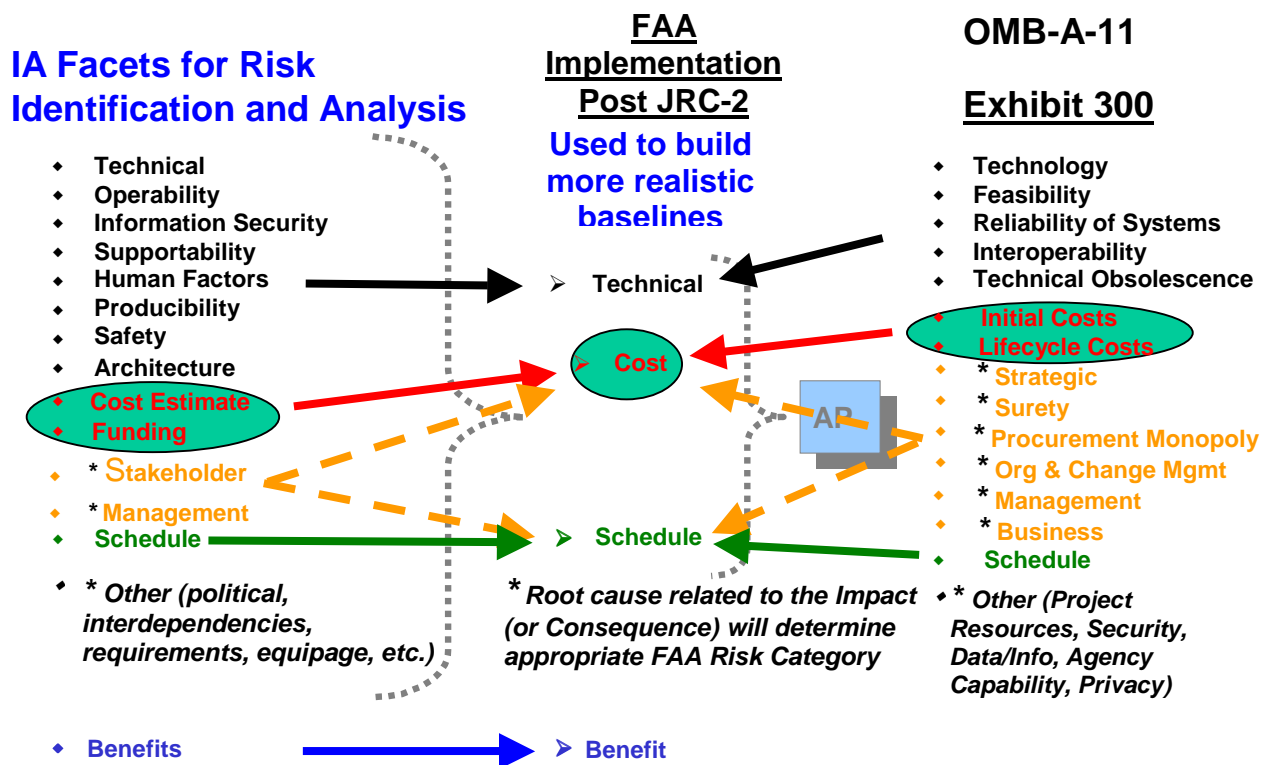 IA Facets for Risk
Identification and Analysis
Technical
Operability
Information Security
Supportability
Human Factors
Producibility
Safety
Architecture
Cost Estimate
Funding
* Stakeholder
* Management
Schedule
* Other (political,
interdependencies,
requirements, equipage, etc.)
Benefits
FAA
Implementation
Post JRC-2
Used to build
more realistic
baselines
Technical
Cost
Schedule
* Root cause related to the Impact
(or Consequence) will determine
appropriate FAA Risk Category
Benefit
AP
OMB-A-11
Exhibit 300
Technology
Feasibility
Reliability of Systems
Interoperability
Technical Obsolescence
Initial Costs
Lifecycle Costs
* Strategic
* Surety
* Procurement Monopoly
* Org & Change Mgmt
* Management
* Business
Schedule
* Other (Project
Resources, Security,
Data/Info, Agency
Capability, Privacy)